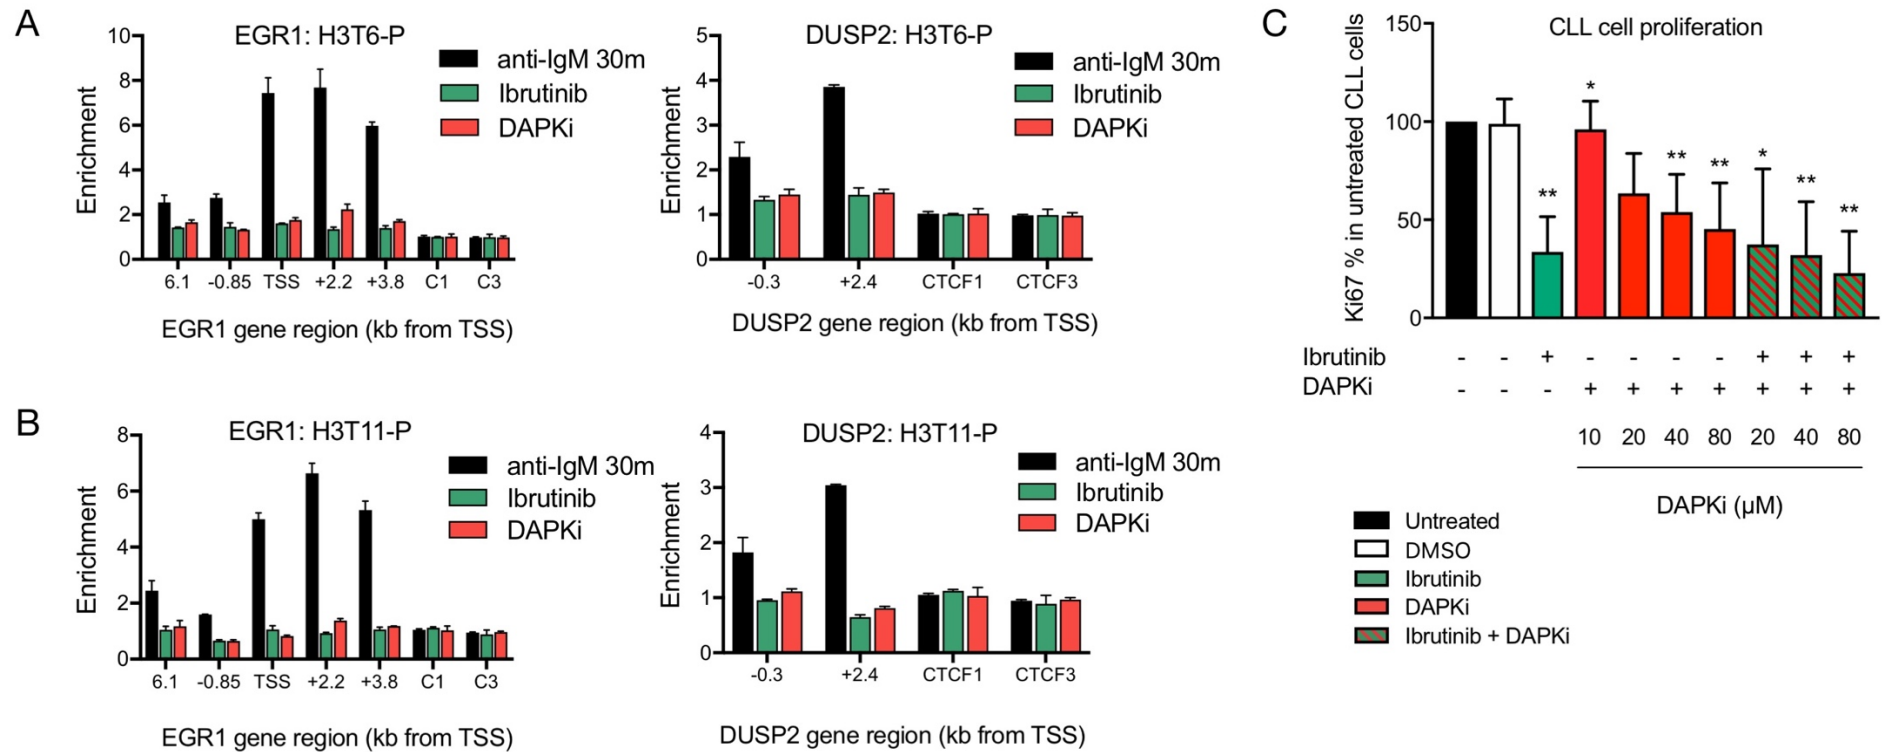 A
EGR1: H3T6-P
Enrichment
10
8
6
4
2
0
anti-IgM 30m
Ibrutinib
DAPKi
6.1 -0.85 TSS +2.2 +3.8 C1 C3
EGR1 gene region (kb from TSS)
DUSP2: H3T6-P
Enrichment
5
4
3
2
1
0
anti-IgM 30m
Ibrutinib
DAPKi
-0.3 +2.4 CTCF1 CTCF3
DUSP2 gene region (kb from TSS)
B
EGR1: H3T11-P
Enrichment
8
6
4
2
0
anti-IgM 30m
Ibrutinib
DAPKi
6.1 -0.85 TSS +2.2 +3.8 C1 C3
EGR1 gene region (kb from TSS)
DUSP2: H3T11-P
Enrichment
4
3
2
1
0
anti-IgM 30m
Ibrutinib
DAPKi
-0.3 +2.4 CTCF1 CTCF3
DUSP2 gene region (kb from TSS)
C
CLL cell proliferation
Ki67 % in untreated CLL cells
150
100
50
0
** * ** ** * ** **
Ibrutinib - - + - - - - + + +
DAPKi - - - + + + + + + +
10 20 40 80 20 40 80
DAPKi (µM)
Untreated
DMSO
Ibrutinib
DAPKi
Ibrutinib + DAPKi